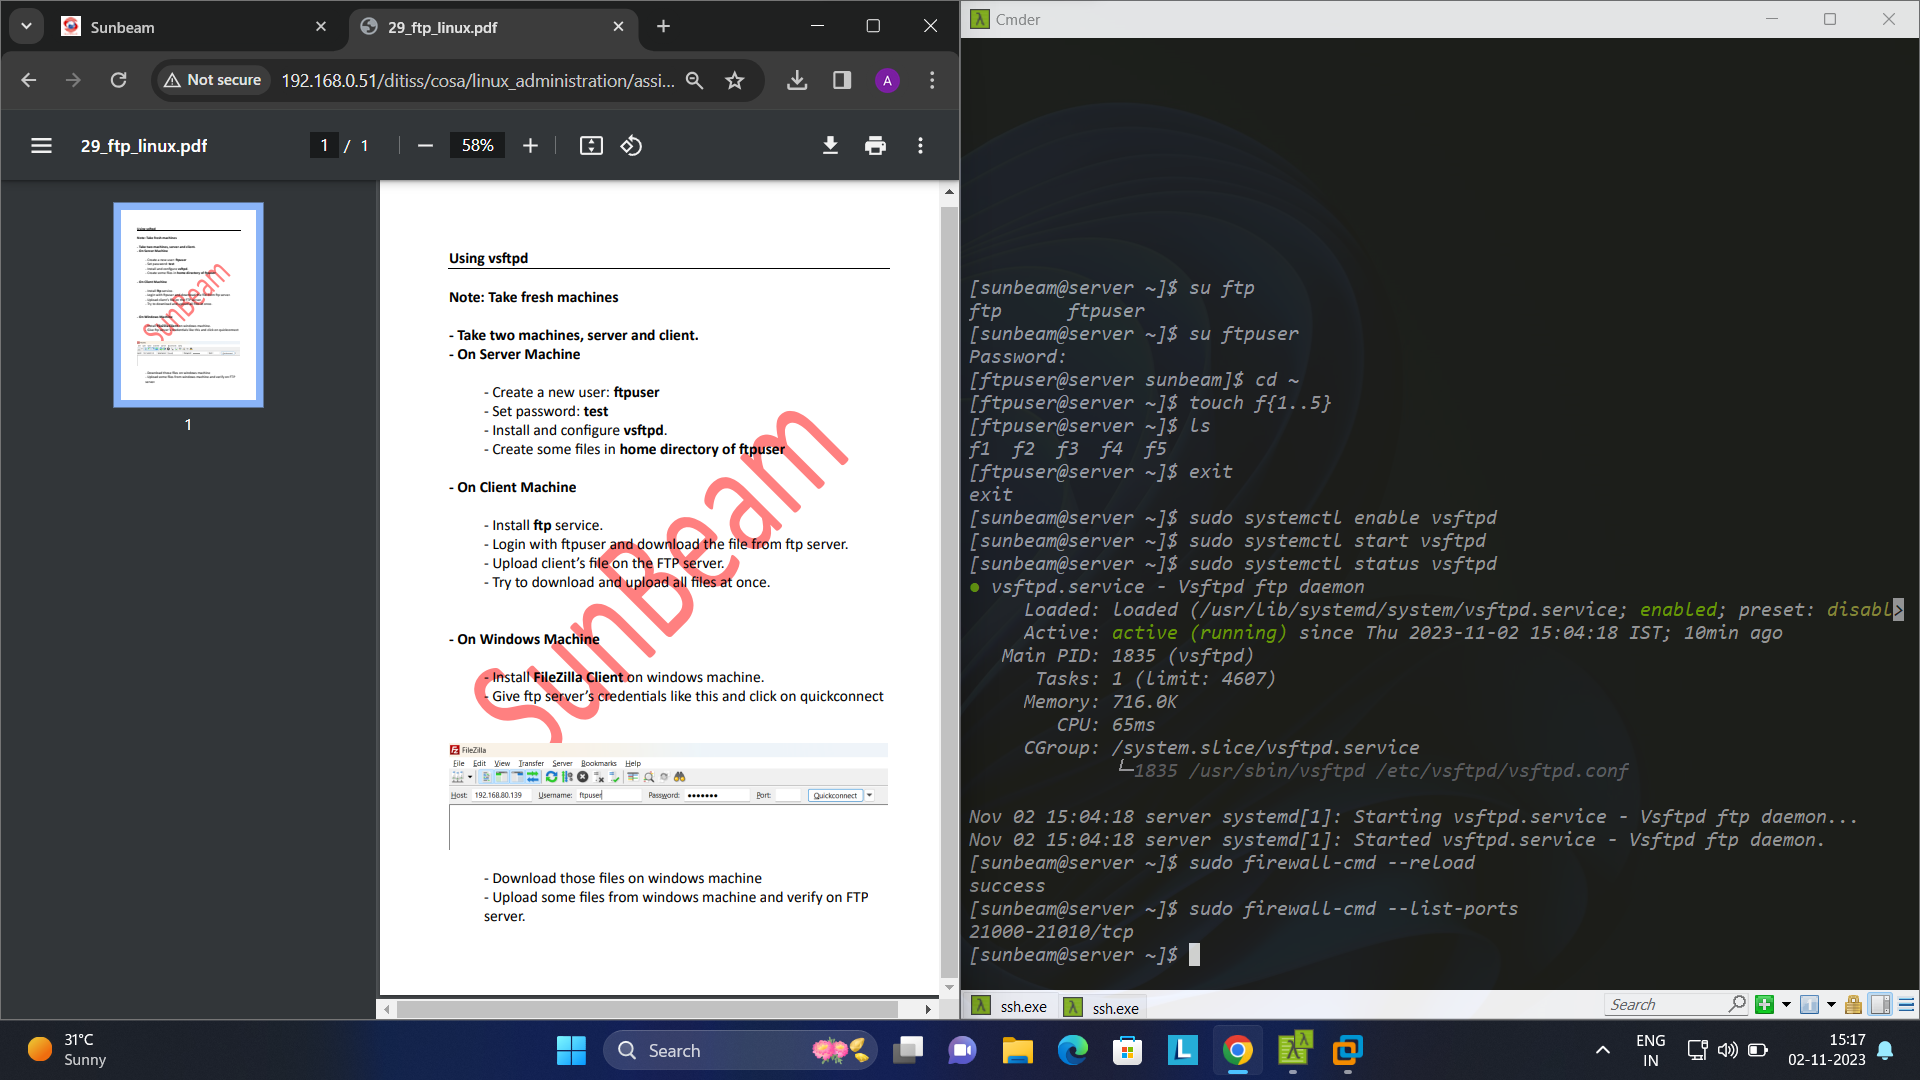 Sunbeam
29_ftp_linux.pdf
Not secure
192.168.0.51/ditiss/cosa/linux_administration/assi...
A
29_ftp_linux.pdf
1 / 1
58%
1
Using vsftpd
Note: Take fresh machines
- Take two machines, server and client.
- On Server Machine
- Create a new user: ftpuser
- Set password: test
- Install and configure vsftpd.
- Create some files in home directory of ftpuser
- On Client Machine
- Install ftp service.
- Login with ftpuser and download the file from ftp server.
- Upload client’s file on the FTP server.
- Try to download and upload all files at once.
- On Windows Machine
- Install FileZilla Client on windows machine.
- Give ftp server’s credentials like this and click on quickconnect
SunBeam
FileZilla
File Edit View Transfer Server Bookmarks Help
Host: 192.168.80.139 Username: ftpuser Password: ●●●●●●● Port: Quickconnect
- Download those files on windows machine
- Upload some files from windows machine and verify on FTP
server.
Cmder
[sunbeam@server ~]$ su ftp
ftp ftpuser
[sunbeam@server ~]$ su ftpuser
Password:
[ftpuser@server sunbeam]$ cd ~
[ftpuser@server ~]$ touch f{1..5}
[ftpuser@server ~]$ ls
f1 f2 f3 f4 f5
[ftpuser@server ~]$ exit
exit
[sunbeam@server ~]$ sudo systemctl enable vsftpd
[sunbeam@server ~]$ sudo systemctl start vsftpd
[sunbeam@server ~]$ sudo systemctl status vsftpd
● vsftpd.service - Vsftpd ftp daemon
Loaded: loaded (/usr/lib/systemd/system/vsftpd.service; enabled; preset: disabl>
Active: active (running) since Thu 2023-11-02 15:04:18 IST; 10min ago
Main PID: 1835 (vsftpd)
Tasks: 1 (limit: 4607)
Memory: 716.0K
CPU: 65ms
CGroup: /system.slice/vsftpd.service
└─1835 /usr/sbin/vsftpd /etc/vsftpd/vsftpd.conf
Nov 02 15:04:18 server systemd[1]: Starting vsftpd.service - Vsftpd ftp daemon...
Nov 02 15:04:18 server systemd[1]: Started vsftpd.service - Vsftpd ftp daemon.
[sunbeam@server ~]$ sudo firewall-cmd --reload
success
[sunbeam@server ~]$ sudo firewall-cmd --list-ports
21000-21010/tcp
[sunbeam@server ~]$
ssh.exe
ssh.exe
Search
31°C
Sunny
Search
ENG
IN
15:17
02-11-2023